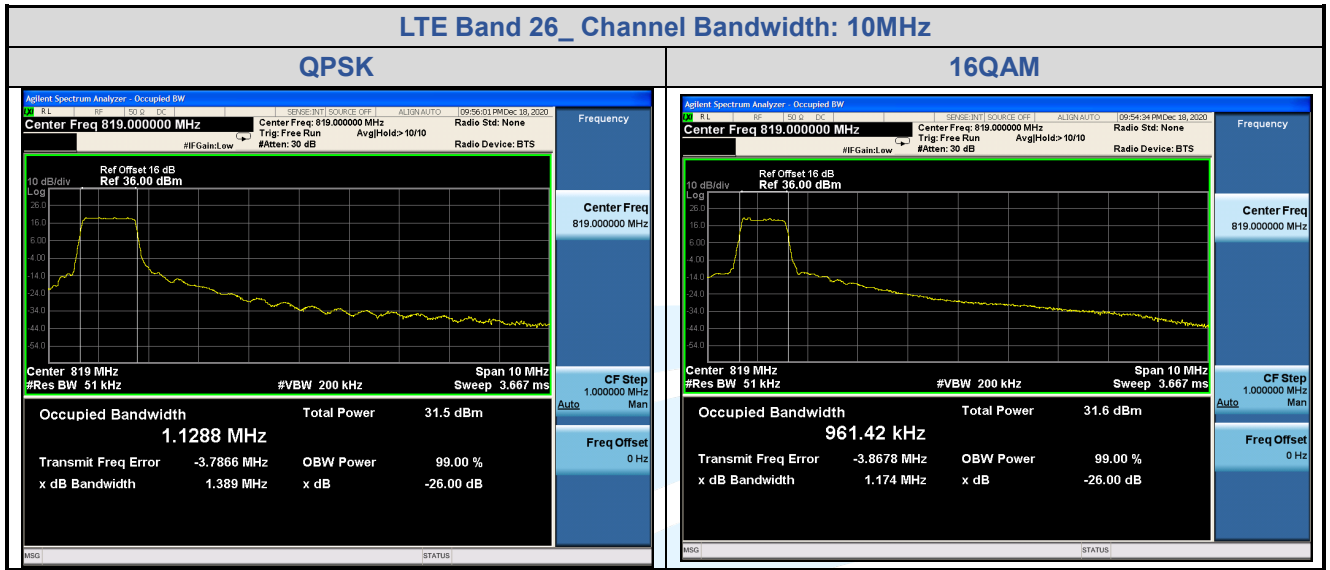 LTE Band 26_ Channel Bandwidth: 10MHz
QPSK
16QAM
Agilent Spectrum Analyzer - Occupied BW
RL RF 50 Ω DC SENSE:INT SOURCE OFF ALIGN AUTO 09:56:01 PM Dec 18, 2020
Center Freq 819.000000 MHz
Center Freq: 819.000000 MHz
Radio Std: None
Trig: Free Run Avg|Hold:> 10/10
#IFGain:Low #Atten: 30 dB
Radio Device: BTS
Ref Offset 16 dB
10 dB/div Ref 36.00 dBm
Log
26.0
16.0
6.00
-4.00
-14.0
-24.0
-34.0
-44.0
-54.0
Center 819 MHz Span 10 MHz
#Res BW 51 kHz #VBW 200 kHz Sweep 3.667 ms
Occupied Bandwidth Total Power 31.5 dBm
1.1288 MHz
Transmit Freq Error -3.7866 MHz OBW Power 99.00 %
x dB Bandwidth 1.389 MHz x dB -26.00 dB
MSG STATUS
Frequency
Center Freq
819.000000 MHz
CF Step
1.000000 MHz
Auto Man
Freq Offset
0 Hz
Agilent Spectrum Analyzer - Occupied BW
RL RF 50 Ω DC SENSE:INT SOURCE OFF ALIGN AUTO 09:54:34 PM Dec 18, 2020
Center Freq 819.000000 MHz
Center Freq: 819.000000 MHz
Radio Std: None
Trig: Free Run Avg|Hold:> 10/10
#IFGain:Low #Atten: 30 dB
Radio Device: BTS
Ref Offset 16 dB
10 dB/div Ref 36.00 dBm
Log
26.0
16.0
6.00
-4.00
-14.0
-24.0
-34.0
-44.0
-54.0
Center 819 MHz Span 10 MHz
#Res BW 51 kHz #VBW 200 kHz Sweep 3.667 ms
Occupied Bandwidth Total Power 31.6 dBm
961.42 kHz
Transmit Freq Error -3.8678 MHz OBW Power 99.00 %
x dB Bandwidth 1.174 MHz x dB -26.00 dB
MSG STATUS
Frequency
Center Freq
819.000000 MHz
CF Step
1.000000 MHz
Auto Man
Freq Offset
0 Hz